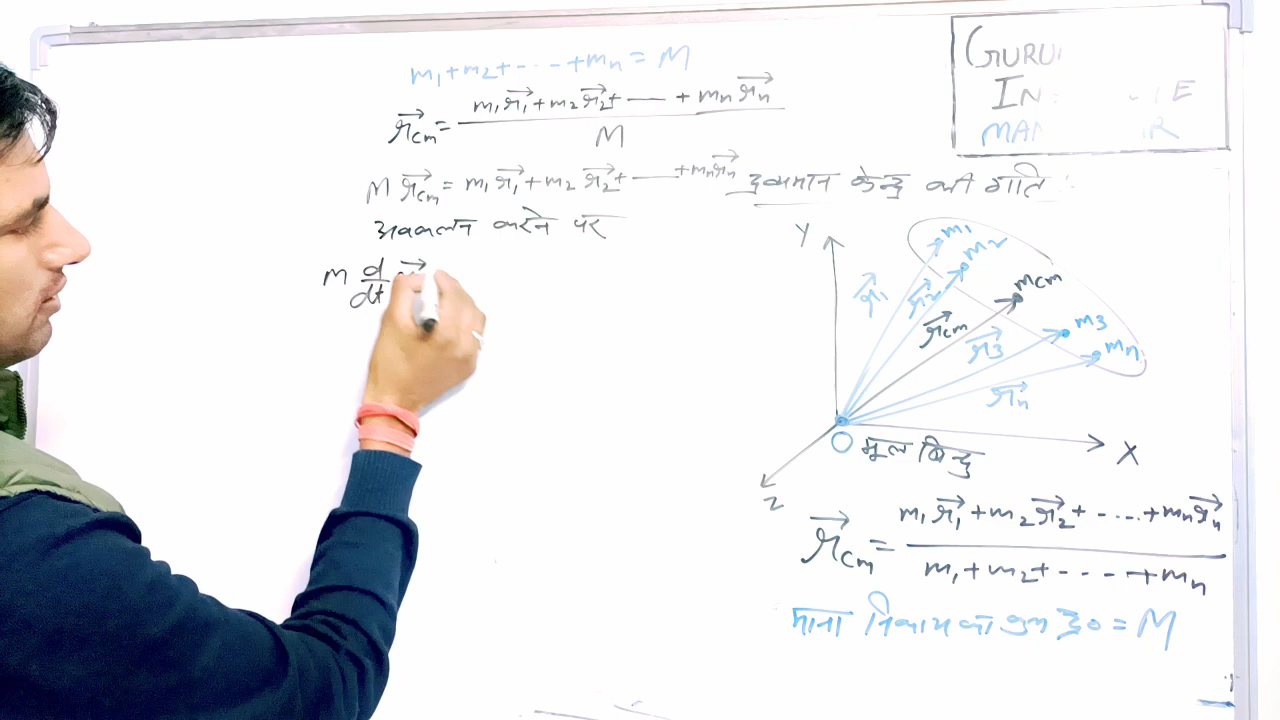 m₁+m₂+- - - +mₙ = M
r⃗cm = (m₁r⃗₁+m₂r⃗₂+ —— + mₙr⃗ₙ) / M
M r⃗cm = m₁r⃗₁+m₂r⃗₂+ —— +mₙr⃗ₙ
अवकलन करने पर
M d/dt
GURU
IN
MAN
द्रव्यमान केन्द्र की गति :
Y
m₁
m₂
mcm
m₃
mₙ
r⃗₁
r⃗₂
r⃗cm
r⃗₃
r⃗ₙ
O मूल बिन्दु
X
Z
r⃗cm = (m₁r⃗₁+m₂r⃗₂+ - - - - +mₙr⃗ₙ) / (m₁+m₂+ - - - - +mₙ)
माना निकाय का कुल द्र० = M